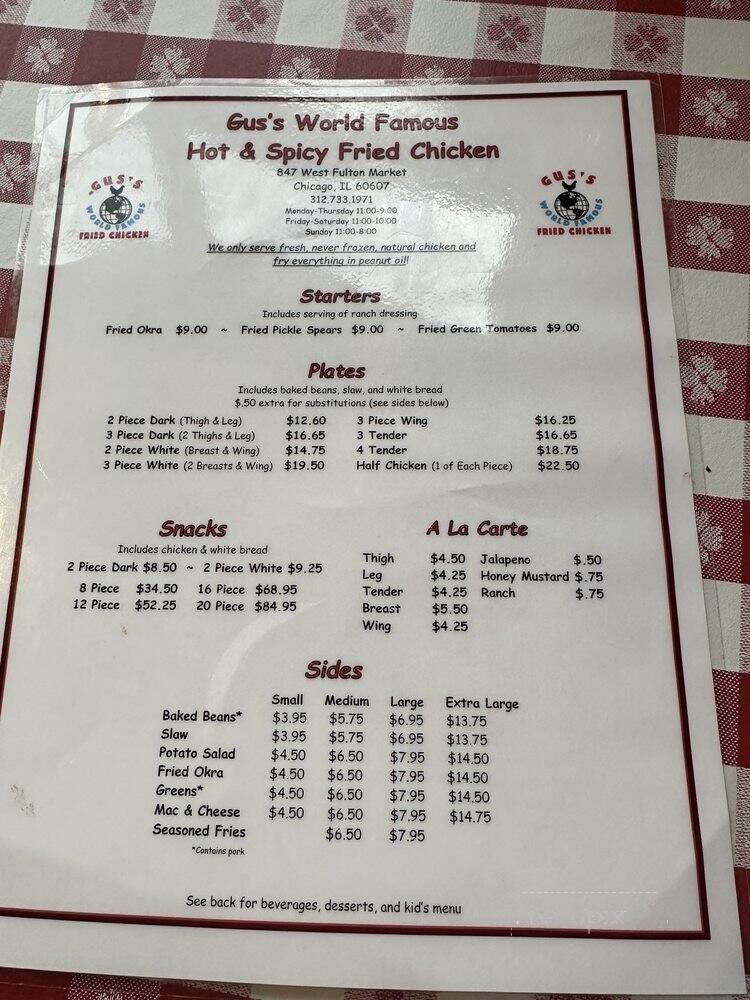 Gus's World Famous
Hot & Spicy Fried Chicken
847 West Fulton Market
Chicago, IL 60607
312.733.1971
Monday-Thursday 11:00-9:00
Friday-Saturday 11:00-10:00
Sunday 11:00-8:00
GUS'S
WORLD FAMOUS
FRIED CHICKEN
GUS'S
WORLD FAMOUS
FRIED CHICKEN
We only serve fresh, never frozen, natural chicken and
fry everything in peanut oil!
Starters
Includes serving of ranch dressing
Fried Okra $9.00 ~ Fried Pickle Spears $9.00 ~ Fried Green Tomatoes $9.00
Plates
Includes baked beans, slaw, and white bread
$.50 extra for substitutions (see sides below)
2 Piece Dark (Thigh & Leg) $12.60
3 Piece Dark (2 Thighs & Leg) $16.65
2 Piece White (Breast & Wing) $14.75
3 Piece White (2 Breasts & Wing) $19.50
3 Piece Wing $16.25
3 Tender $16.65
4 Tender $18.75
Half Chicken (1 of Each Piece) $22.50
Snacks
Includes chicken & white bread
2 Piece Dark $8.50 ~ 2 Piece White $9.25
8 Piece $34.50 16 Piece $68.95
12 Piece $52.25 20 Piece $84.95
A La Carte
Thigh $4.50 Jalapeno $.50
Leg $4.25 Honey Mustard $.75
Tender $4.25 Ranch $.75
Breast $5.50
Wing $4.25
Sides
Small Medium Large Extra Large
Baked Beans* $3.95 $5.75 $6.95 $13.75
Slaw $3.95 $5.75 $6.95 $13.75
Potato Salad $4.50 $6.50 $7.95 $14.50
Fried Okra $4.50 $6.50 $7.95 $14.50
Greens* $4.50 $6.50 $7.95 $14.50
Mac & Cheese $4.50 $6.50 $7.95 $14.75
Seasoned Fries $6.50 $7.95
*Contains pork
See back for beverages, desserts, and kid's menu